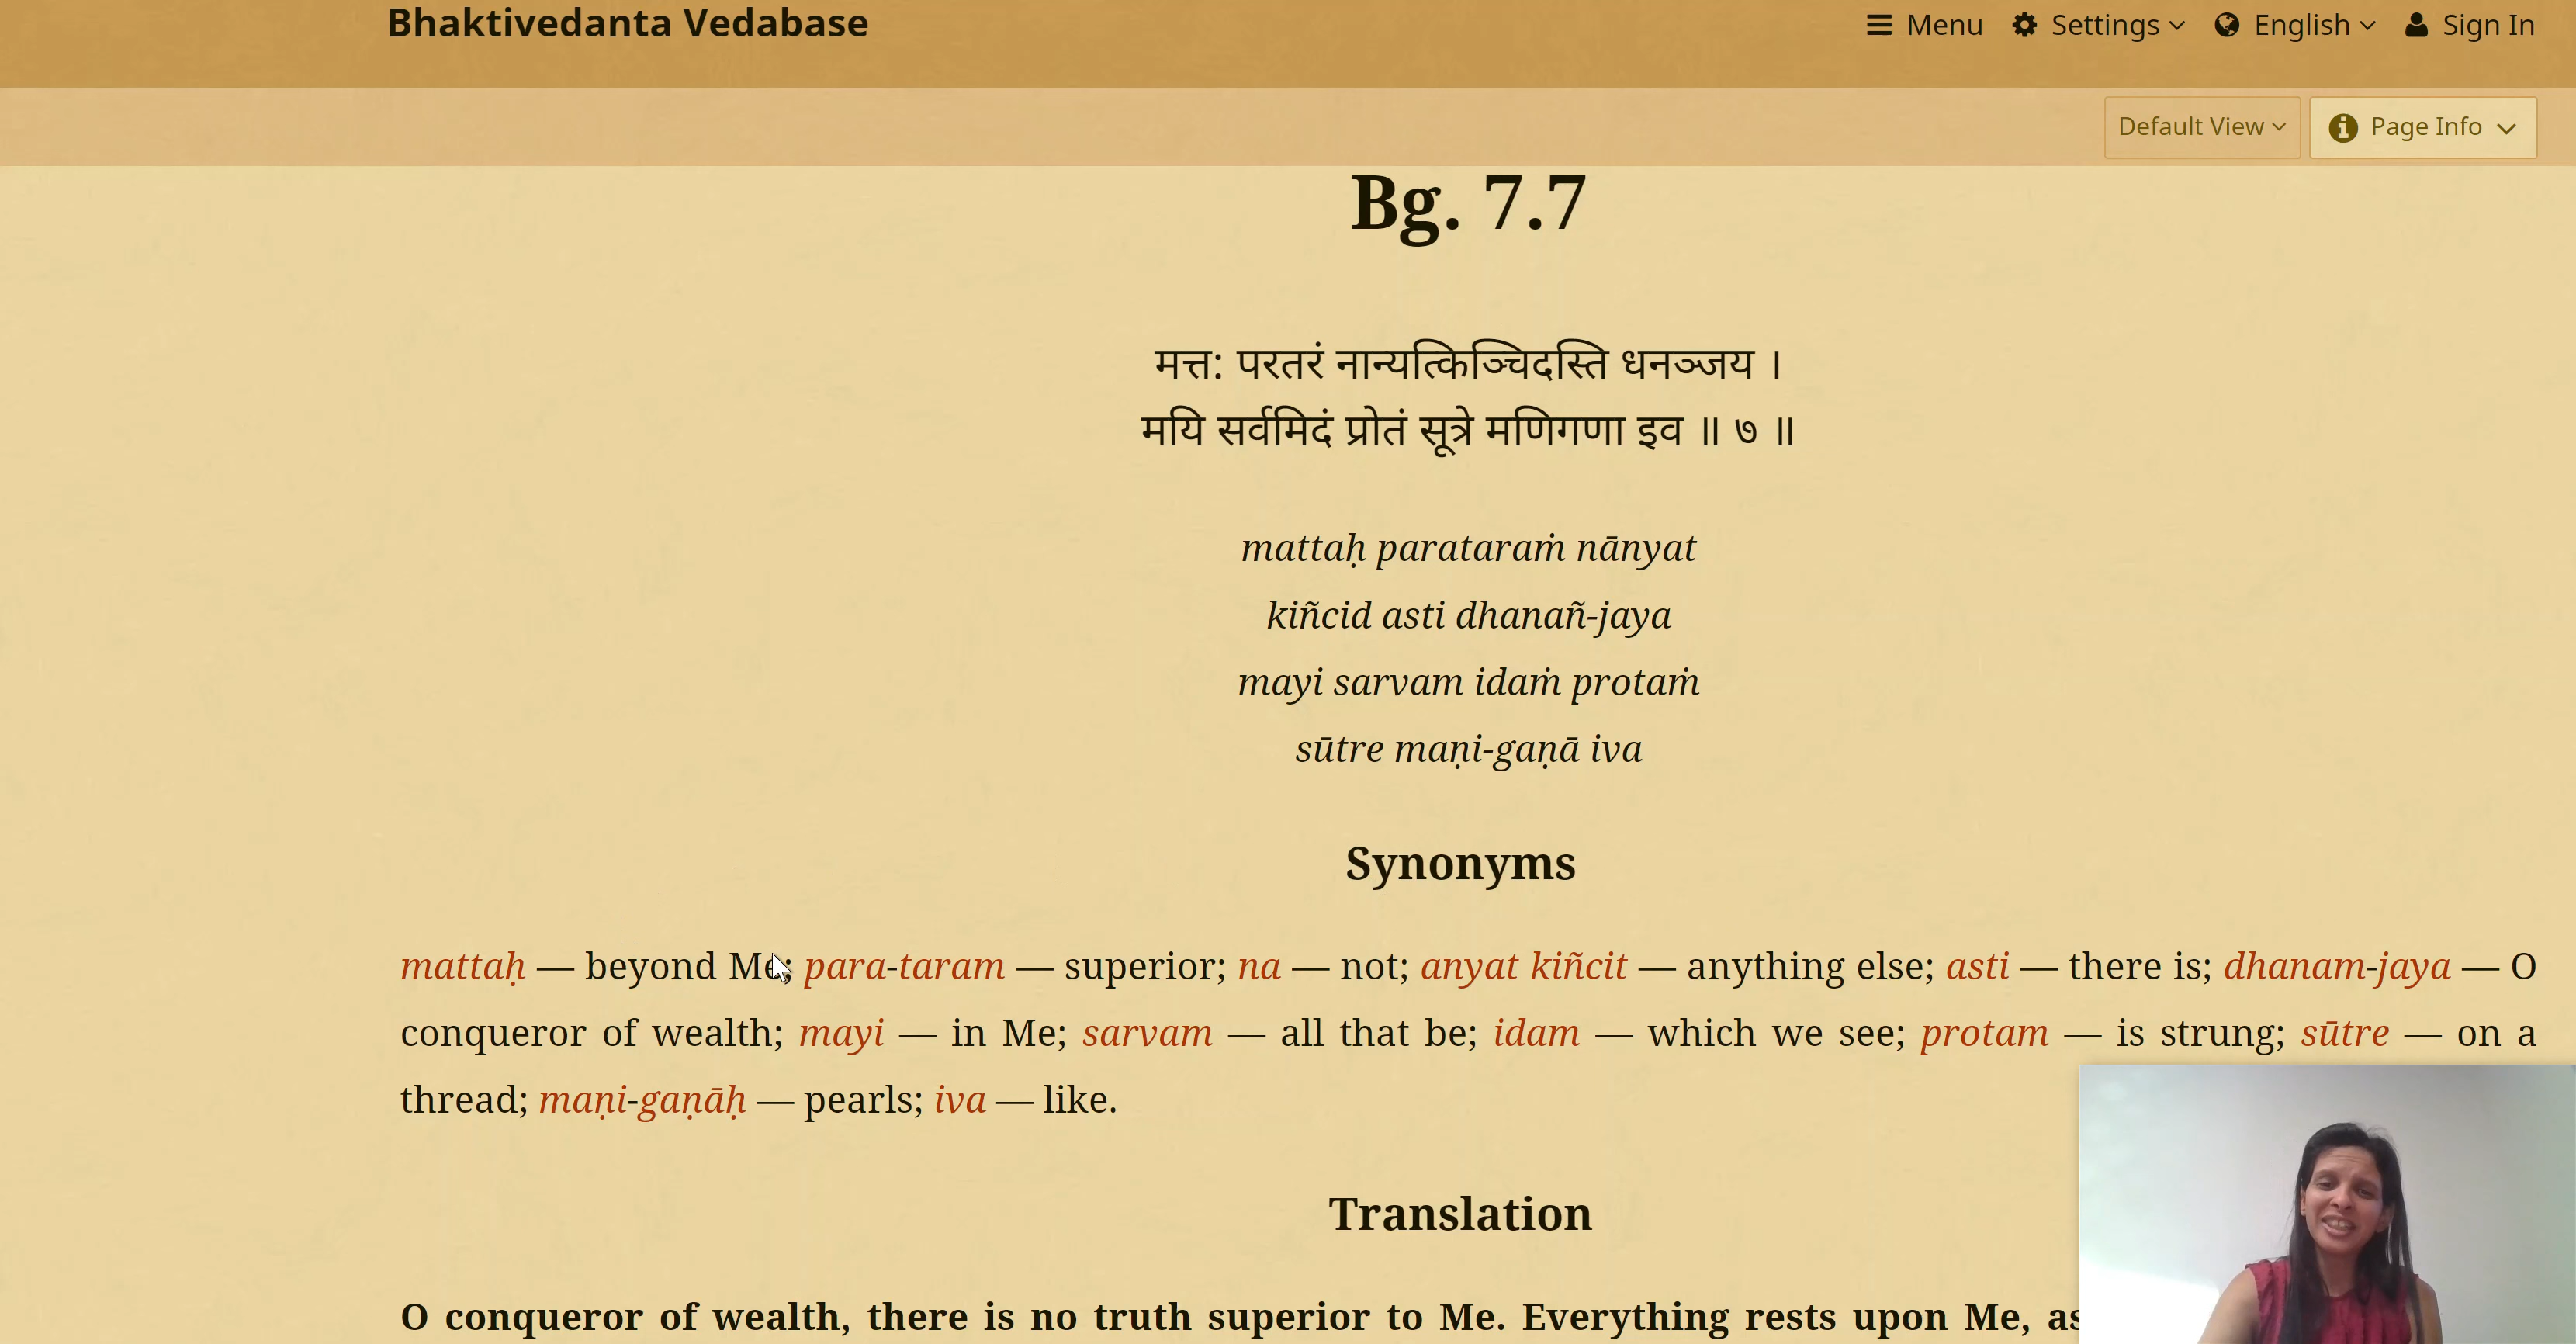 Bhaktivedanta Vedabase
Menu Settings English Sign In
Default View Page Info
Bg. 7.7
मत्त: परतरं नान्यत्किञ्चिदस्ति धनञ्जय ।
मयि सर्वमिदं प्रोतं सूत्रे मणिगणा इव ॥ ७ ॥
mattaḥ parataraṁ nānyat
kiñcid asti dhanañ-jaya
mayi sarvam idaṁ protaṁ
sūtre maṇi-gaṇā iva
Synonyms
mattaḥ — beyond Me; para-taram — superior; na — not; anyat kiñcit — anything else; asti — there is; dhanam-jaya — O
conqueror of wealth; mayi — in Me; sarvam — all that be; idam — which we see; protam — is strung; sūtre — on a
thread; maṇi-gaṇāḥ — pearls; iva — like.
Translation
O conqueror of wealth, there is no truth superior to Me. Everything rests upon Me, as